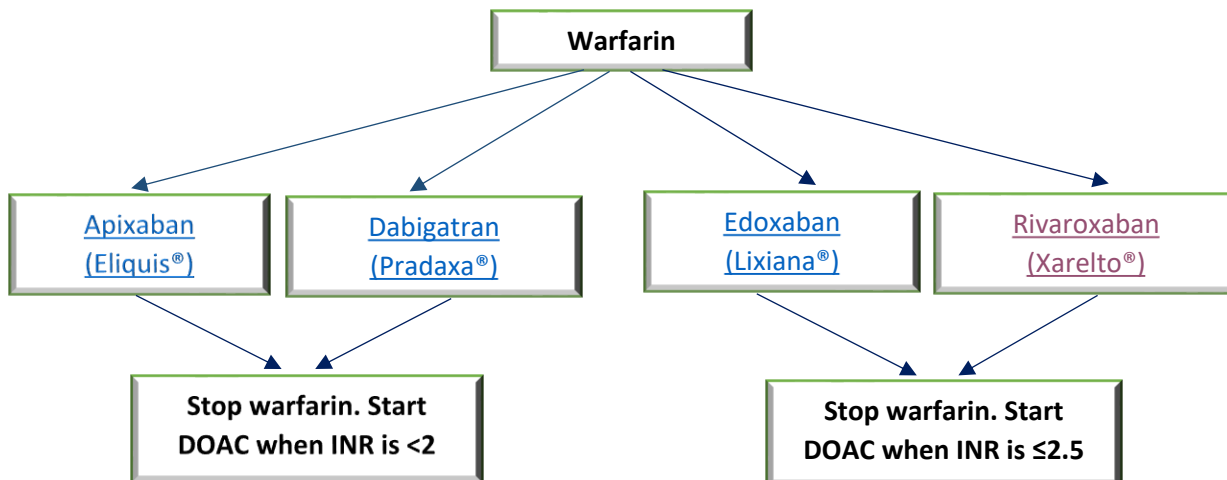 Warfarin
Apixaban
(Eliquis®)
Dabigatran
(Pradaxa®)
Edoxaban
(Lixiana®)
Rivaroxaban
(Xarelto®)
Stop warfarin. Start
DOAC when INR is <2
Stop warfarin. Start
DOAC when INR is ≤2.5